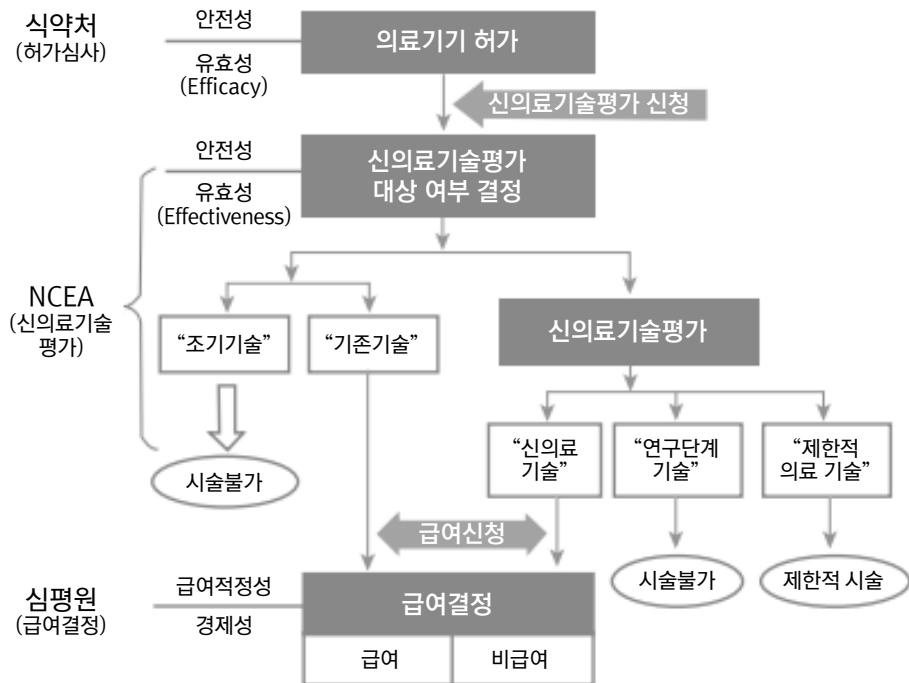 식약처
(허가심사)
안전성
유효성
(Efficacy)
의료기기 허가
신의료기술평가 신청
안전성
유효성
(Effectiveness)
신의료기술평가
대상 여부 결정
NCEA
(신의료기술
평가)
“조기기술”
“기존기술”
신의료기술평가
시술불가
“신의료
기술”
“연구단계
기술”
“제한적
의료 기술”
급여신청
시술불가
제한적 시술
심평원
(급여결정)
급여적정성
경제성
급여결정
급여
비급여